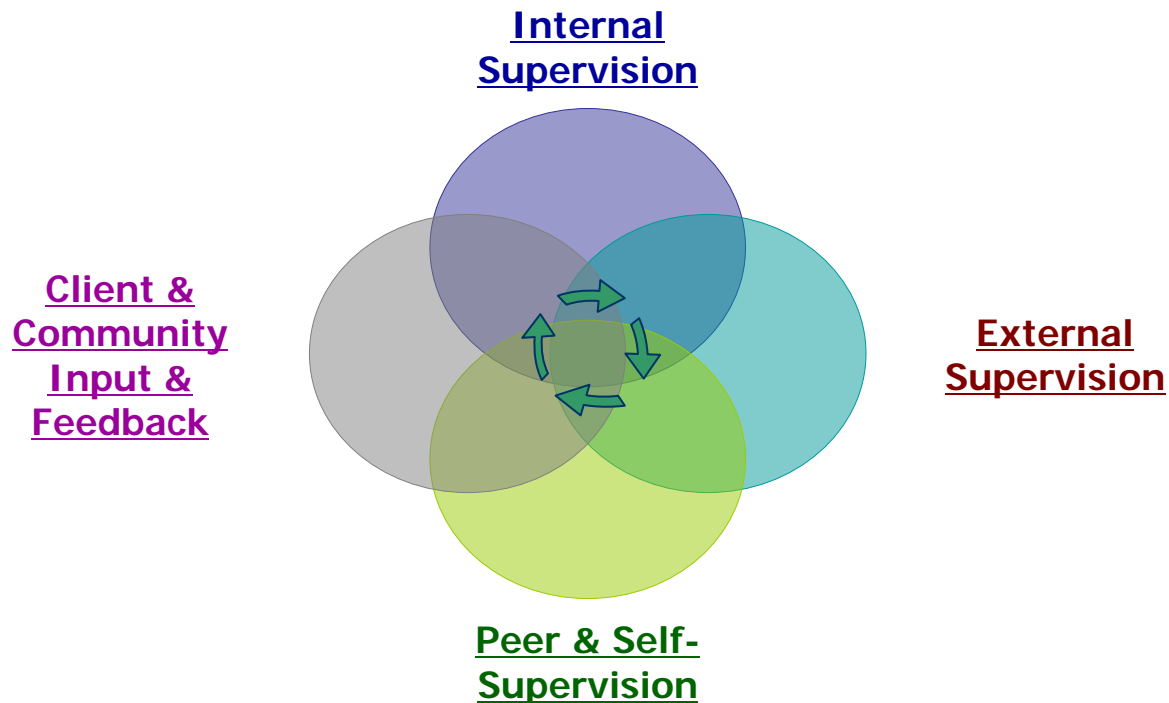 Internal
Supervision
Client &
Community
Input &
Feedback
External
Supervision
Peer & Self-
Supervision